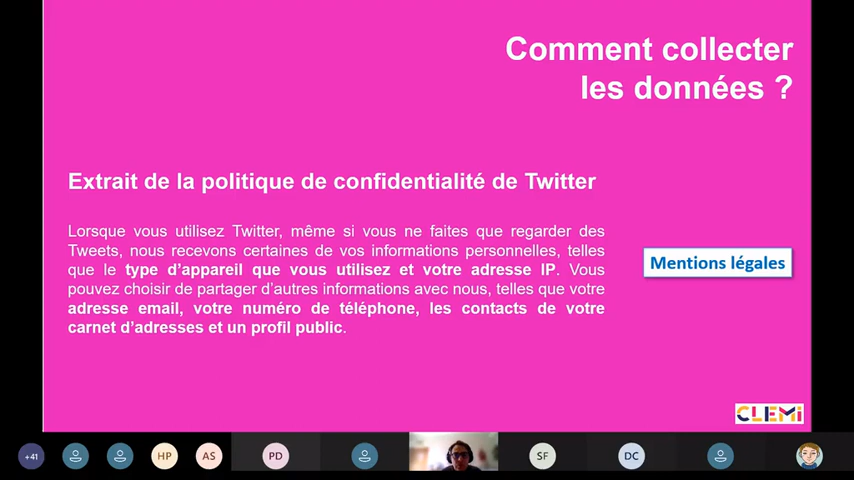 Comment collecter
les données ?
Extrait de la politique de confidentialité de Twitter
Lorsque vous utilisez Twitter, même si vous ne faites que regarder des
Tweets, nous recevons certaines de vos informations personnelles, telles
que le type d’appareil que vous utilisez et votre adresse IP. Vous
pouvez choisir de partager d’autres informations avec nous, telles que votre
adresse email, votre numéro de téléphone, les contacts de votre
carnet d’adresses et un profil public.
Mentions légales
CLEMI
+41
HP
AS
PD
SF
DC